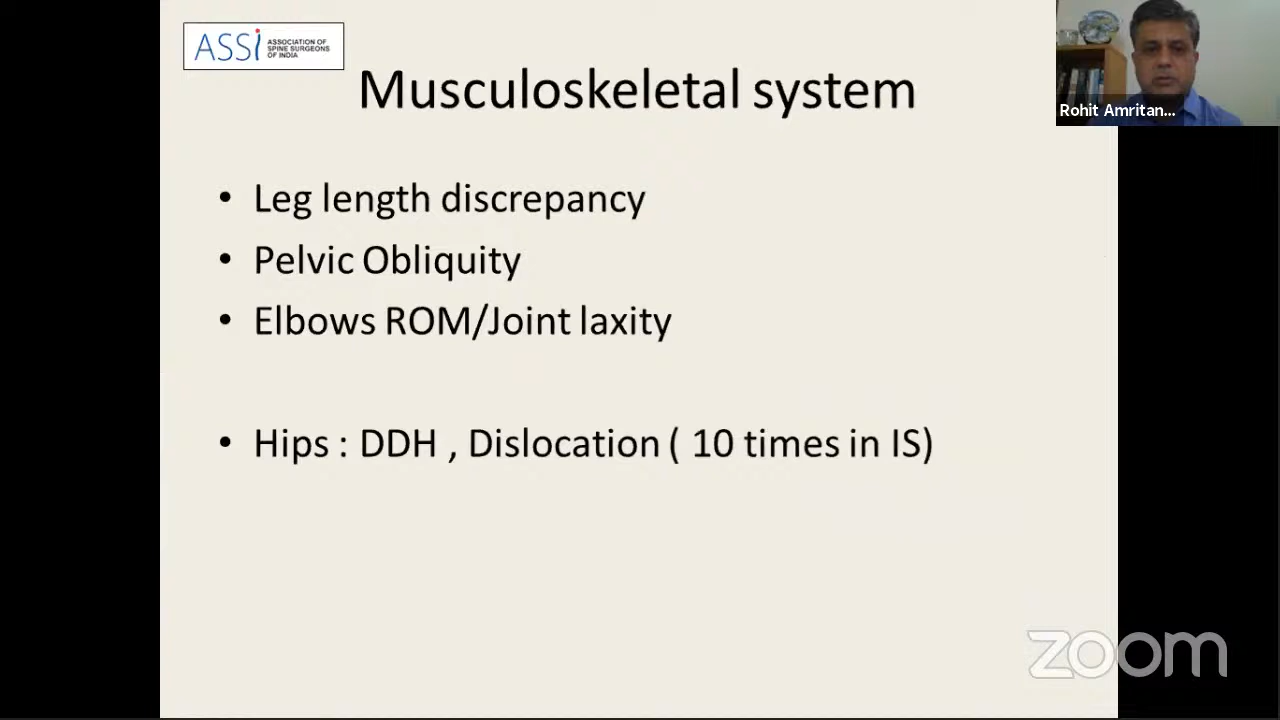 ASSi ASSOCIATION OF
SPINE SURGEONS
OF INDIA
Musculoskeletal system
Rohit Amritan...
• Leg length discrepancy
• Pelvic Obliquity
• Elbows ROM/Joint laxity
• Hips : DDH , Dislocation ( 10 times in IS)
zoom